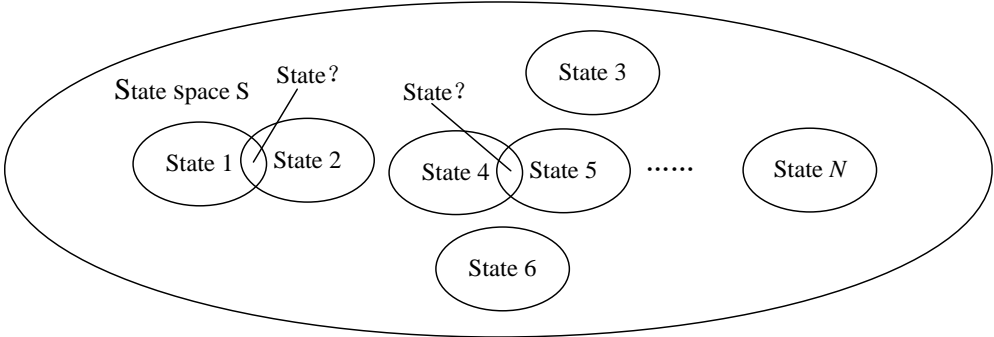 State space S
State?
State?
State 3
State 1
State 2
State 4
State 5
......
State N
State 6